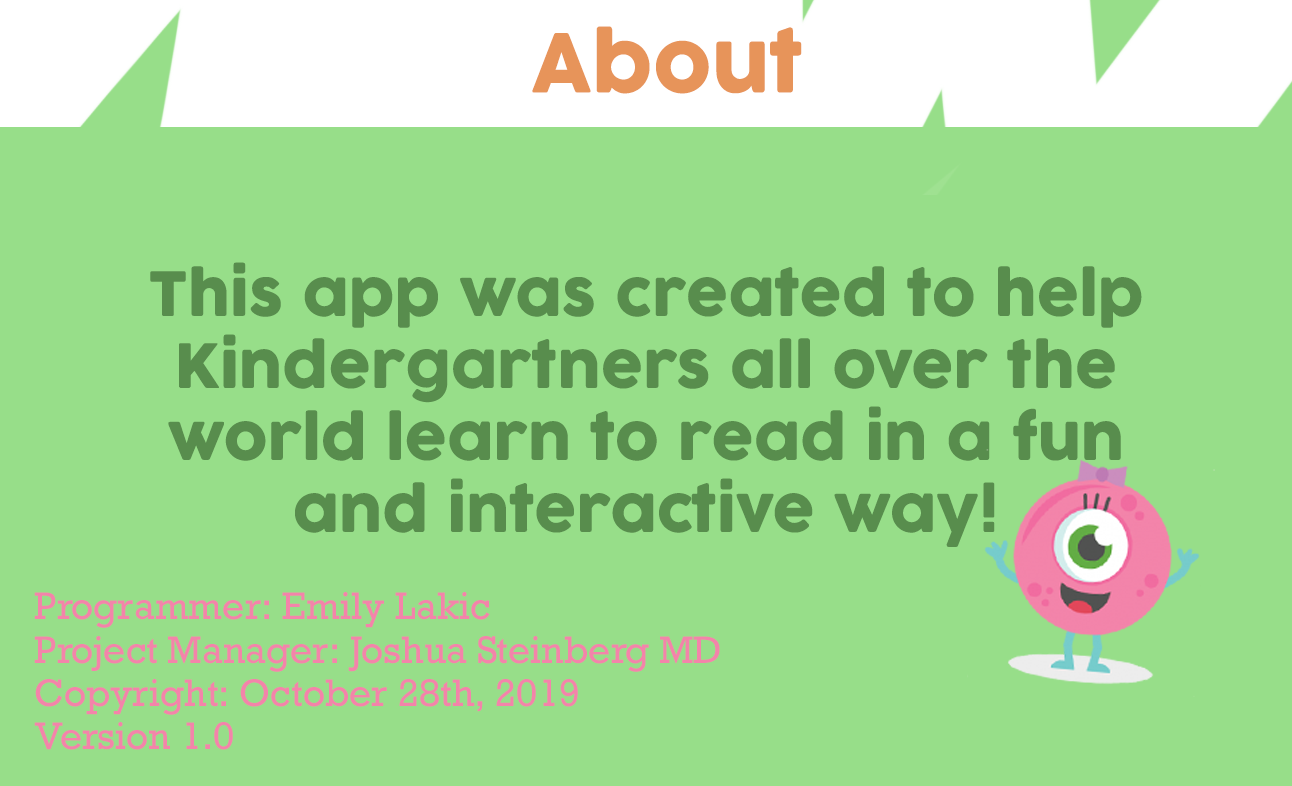 About
This app was created to help
Kindergartners all over the
world learn to read in a fun
and interactive way!
Programmer: Emily Lakic
Project Manager: Joshua Steinberg MD
Copyright: October 28th, 2019
Version 1.0